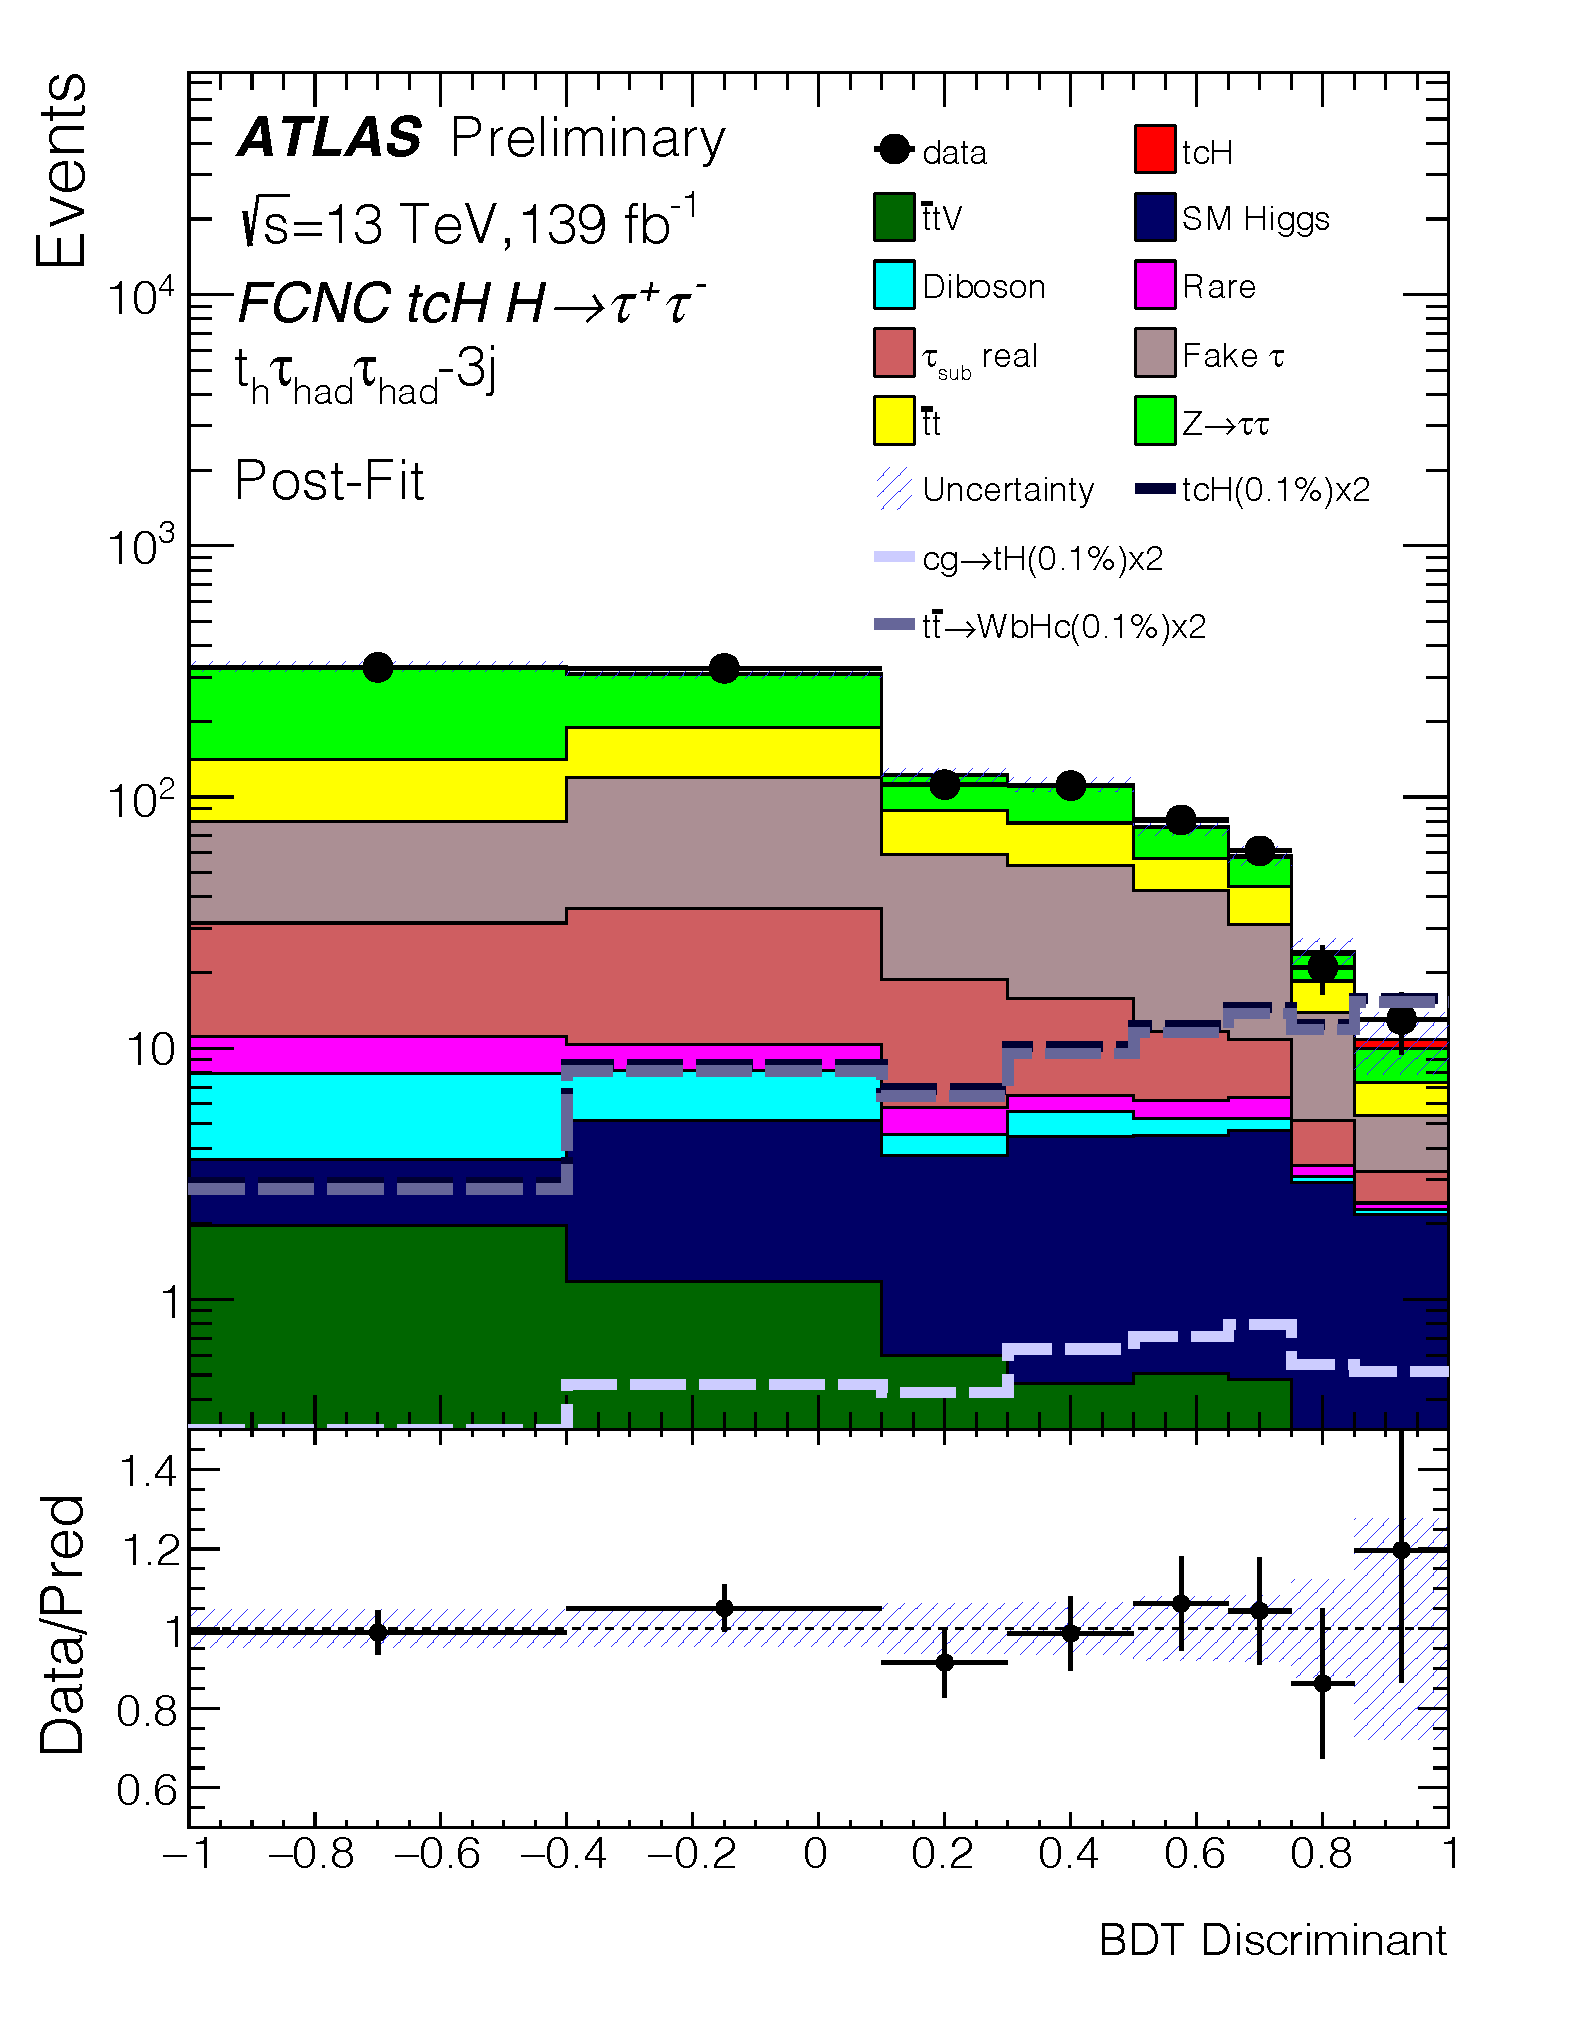 Events
ATLAS Preliminary
√s=13 TeV,139 fb⁻¹
FCNC tcH H→τ⁺τ⁻
tₕτhadτhad-3j
Post-Fit
data
tcH
t̄tV
SM Higgs
Diboson
Rare
τsub real
Fake τ
t̄t
Z→ττ
Uncertainty
tcH(0.1%)x2
cg→tH(0.1%)x2
tt̄→WbHc(0.1%)x2
10⁴
10³
10²
10
1
Data/Pred
1.4
1.2
1
0.8
0.6
−1 −0.8 −0.6 −0.4 −0.2 0 0.2 0.4 0.6 0.8 1
BDT Discriminant